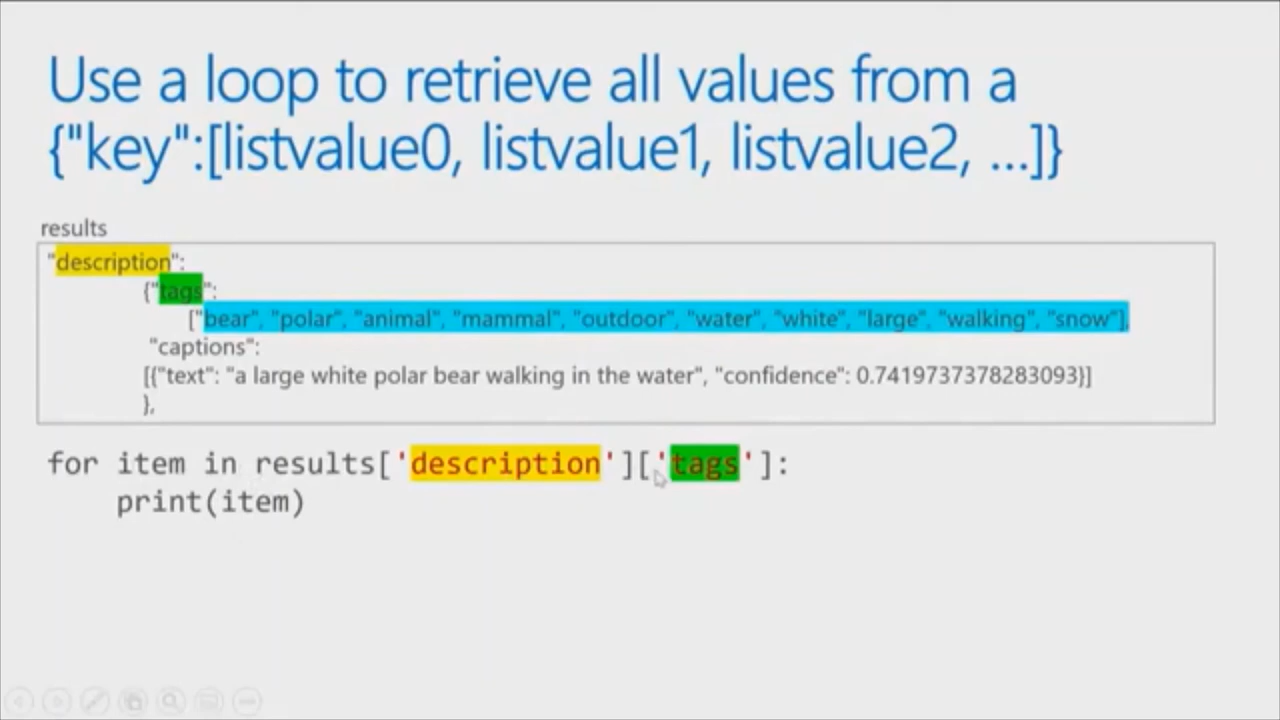 Use a loop to retrieve all values from a
{"key":[listvalue0, listvalue1, listvalue2, ...]}
results
"description":
{"tags":
["bear", "polar", "animal", "mammal", "outdoor", "water", "white", "large", "walking", "snow"],
"captions":
[{"text": "a large white polar bear walking in the water", "confidence": 0.7419737378283093}]
},
for item in results['description']['tags']:
print(item)